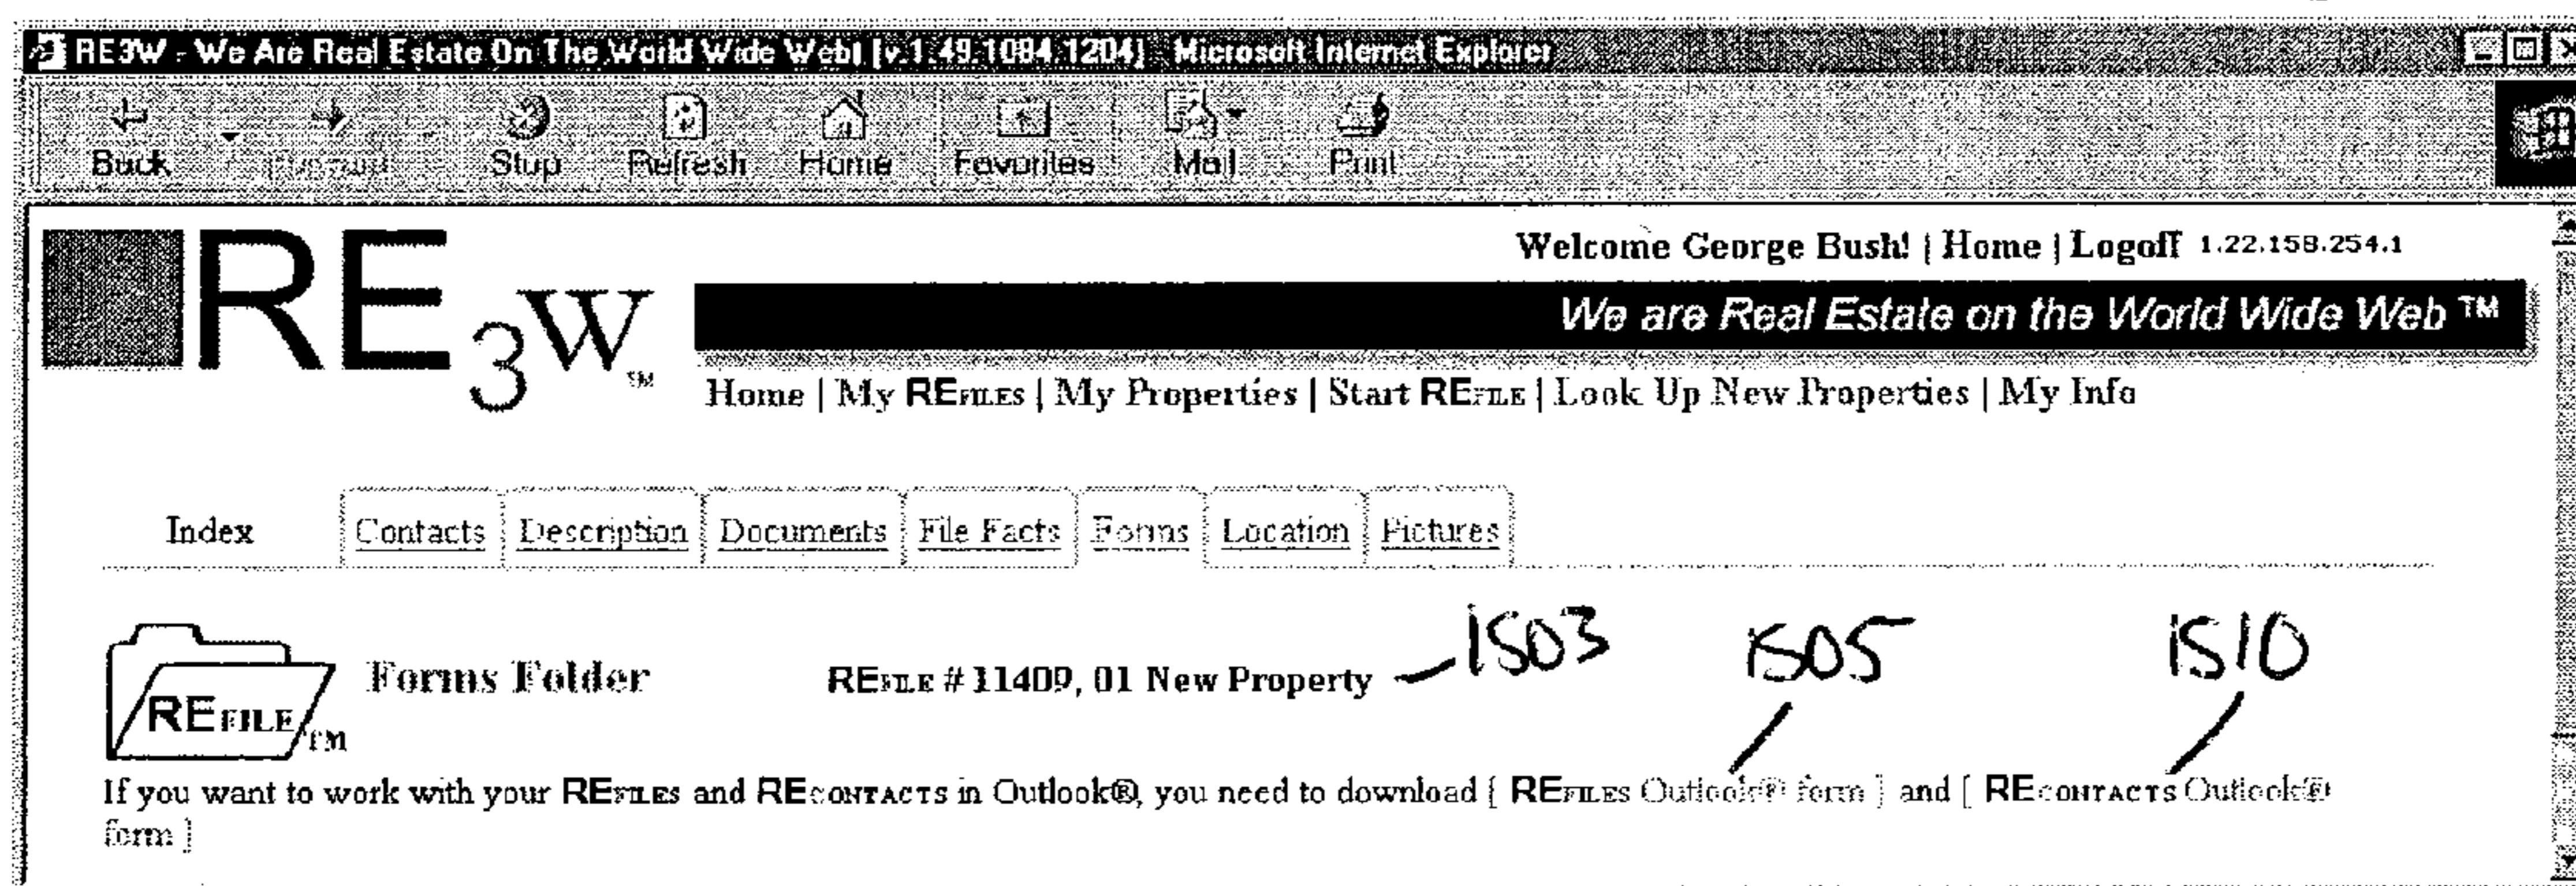 RE3W - We Are Real Estate On The World Wide Web! [v.1.49.1084.1204] - Microsoft Internet Explorer
Back Forward Stop Refresh Home Favorites Mail Print
Welcome George Bush! | Home | Logoff 1.22.158.254.1
RE3W™
We are Real Estate on the World Wide Web ™
Home | My REFILES | My Properties | Start REFILE | Look Up New Properties | My Info
Index Contacts Description Documents File Facts Forms Location Pictures
1503 1505 1510
Forms Folder REFILE # 11409, 01 New Property
REFILE™
If you want to work with your REFILES and RECONTACTS in Outlook®, you need to download [ REFILES Outlook® form ] and [ RECONTACTS Outlook®
form ]